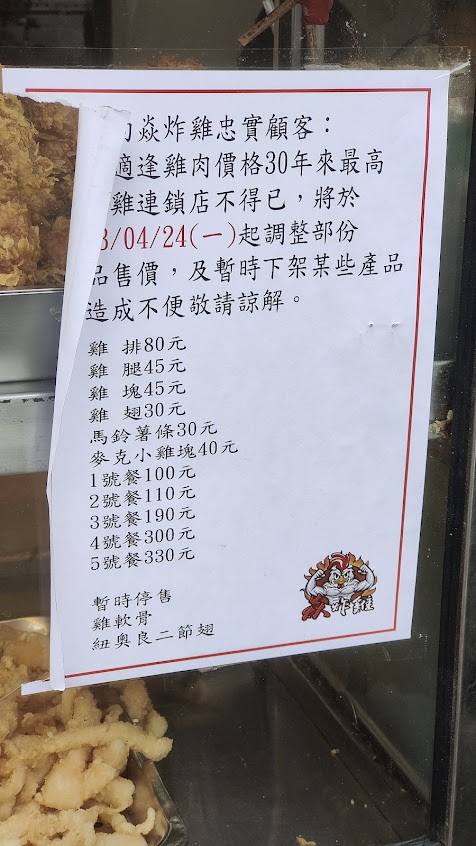 焱炸雞忠實顧客：
適逢雞肉價格30年來最高
雞連鎖店不得已，將於
3/04/24(一)起調整部份
品售價，及暫時下架某些產品
造成不便敬請諒解。
雞 排80元
雞 腿45元
雞 塊45元
雞 翅30元
馬鈴薯條30元
麥克小雞塊40元
1號餐100元
2號餐110元
3號餐190元
4號餐300元
5號餐330元
暫時停售
雞軟骨
紐奧良二節翅
炸雞